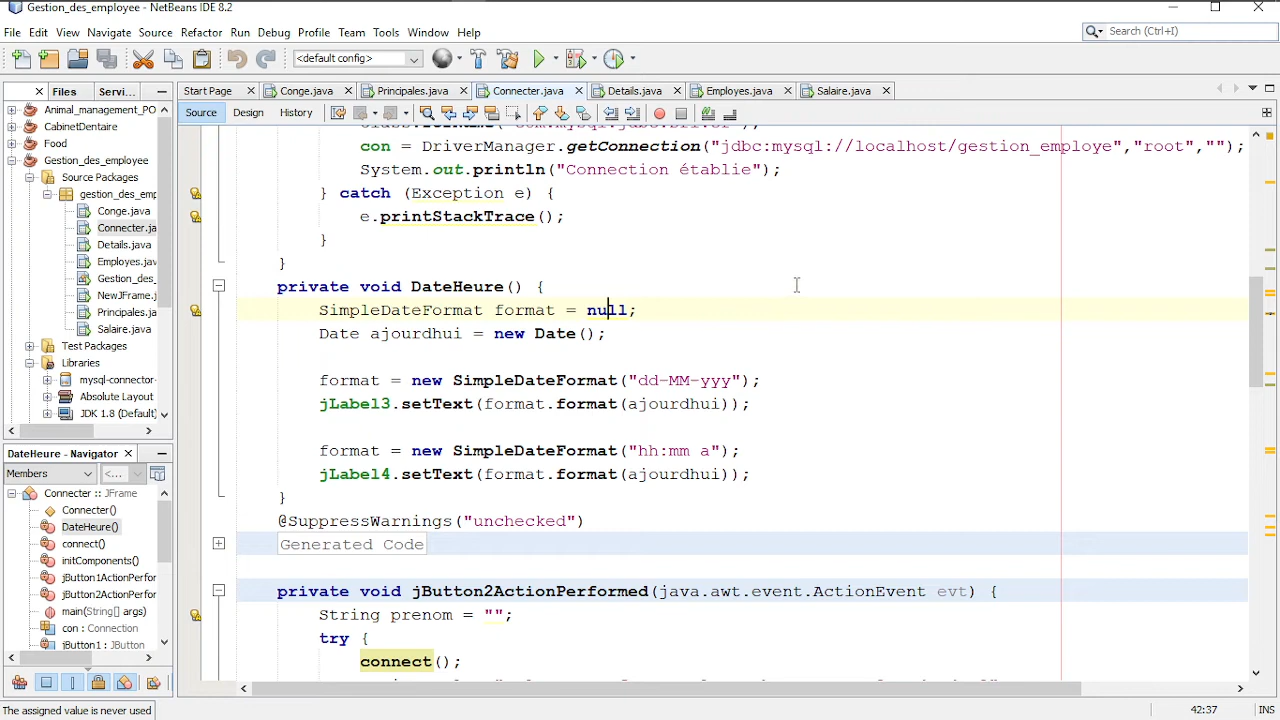 Gestion_des_employee - NetBeans IDE 8.2
File Edit View Navigate Source Refactor Run Debug Profile Team Tools Window Help
Search (Ctrl+I)
<default config>
Files Servi...
Start Page Conge.java Principales.java Connecter.java Details.java Employes.java Salaire.java
Source Design History
Animal_management_PO
CabinetDentaire
Food
Gestion_des_employee
Source Packages
gestion_des_emp
Conge.java
Connecter.ja
Details.java
Employes.java
Gestion_des_
NewJFrame.j
Principales.ja
Salaire.java
Test Packages
Libraries
mysql-connector-
Absolute Layout
JDK 1.8 (Default)
con = DriverManager.getConnection("jdbc:mysql://localhost/gestion_employe","root","");
System.out.println("Connection établie");
} catch (Exception e) {
e.printStackTrace();
}
}
private void DateHeure() {
SimpleDateFormat format = null;
Date ajourdhui = new Date();
format = new SimpleDateFormat("dd-MM-yyy");
jLabel3.setText(format.format(ajourdhui));
format = new SimpleDateFormat("hh:mm a");
jLabel4.setText(format.format(ajourdhui));
}
@SuppressWarnings("unchecked")
Generated Code
private void jButton2ActionPerformed(java.awt.event.ActionEvent evt) {
String prenom = "";
try {
connect();
DateHeure - Navigator
Members <...
Connecter :: JFrame
Connecter()
DateHeure()
connect()
initComponents()
jButton1ActionPerfor
jButton2ActionPerfor
main(String[] args)
con : Connection
jButton1 : JButton
The assigned value is never used
42:37 INS